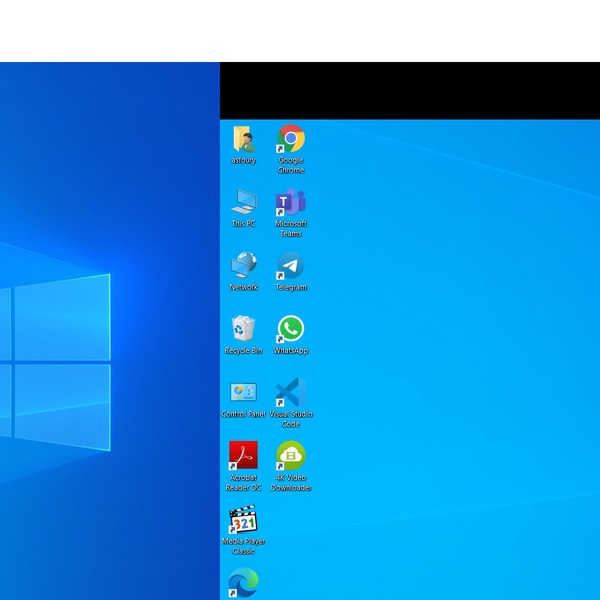 asfoury
Google
Chrome
This PC
Microsoft
Teams
Network
Telegram
Recycle Bin
WhatsApp
Control Panel
Visual Studio
Code
Acrobat
Reader DC
4K Video
Downloader
321
Media Player
Classic